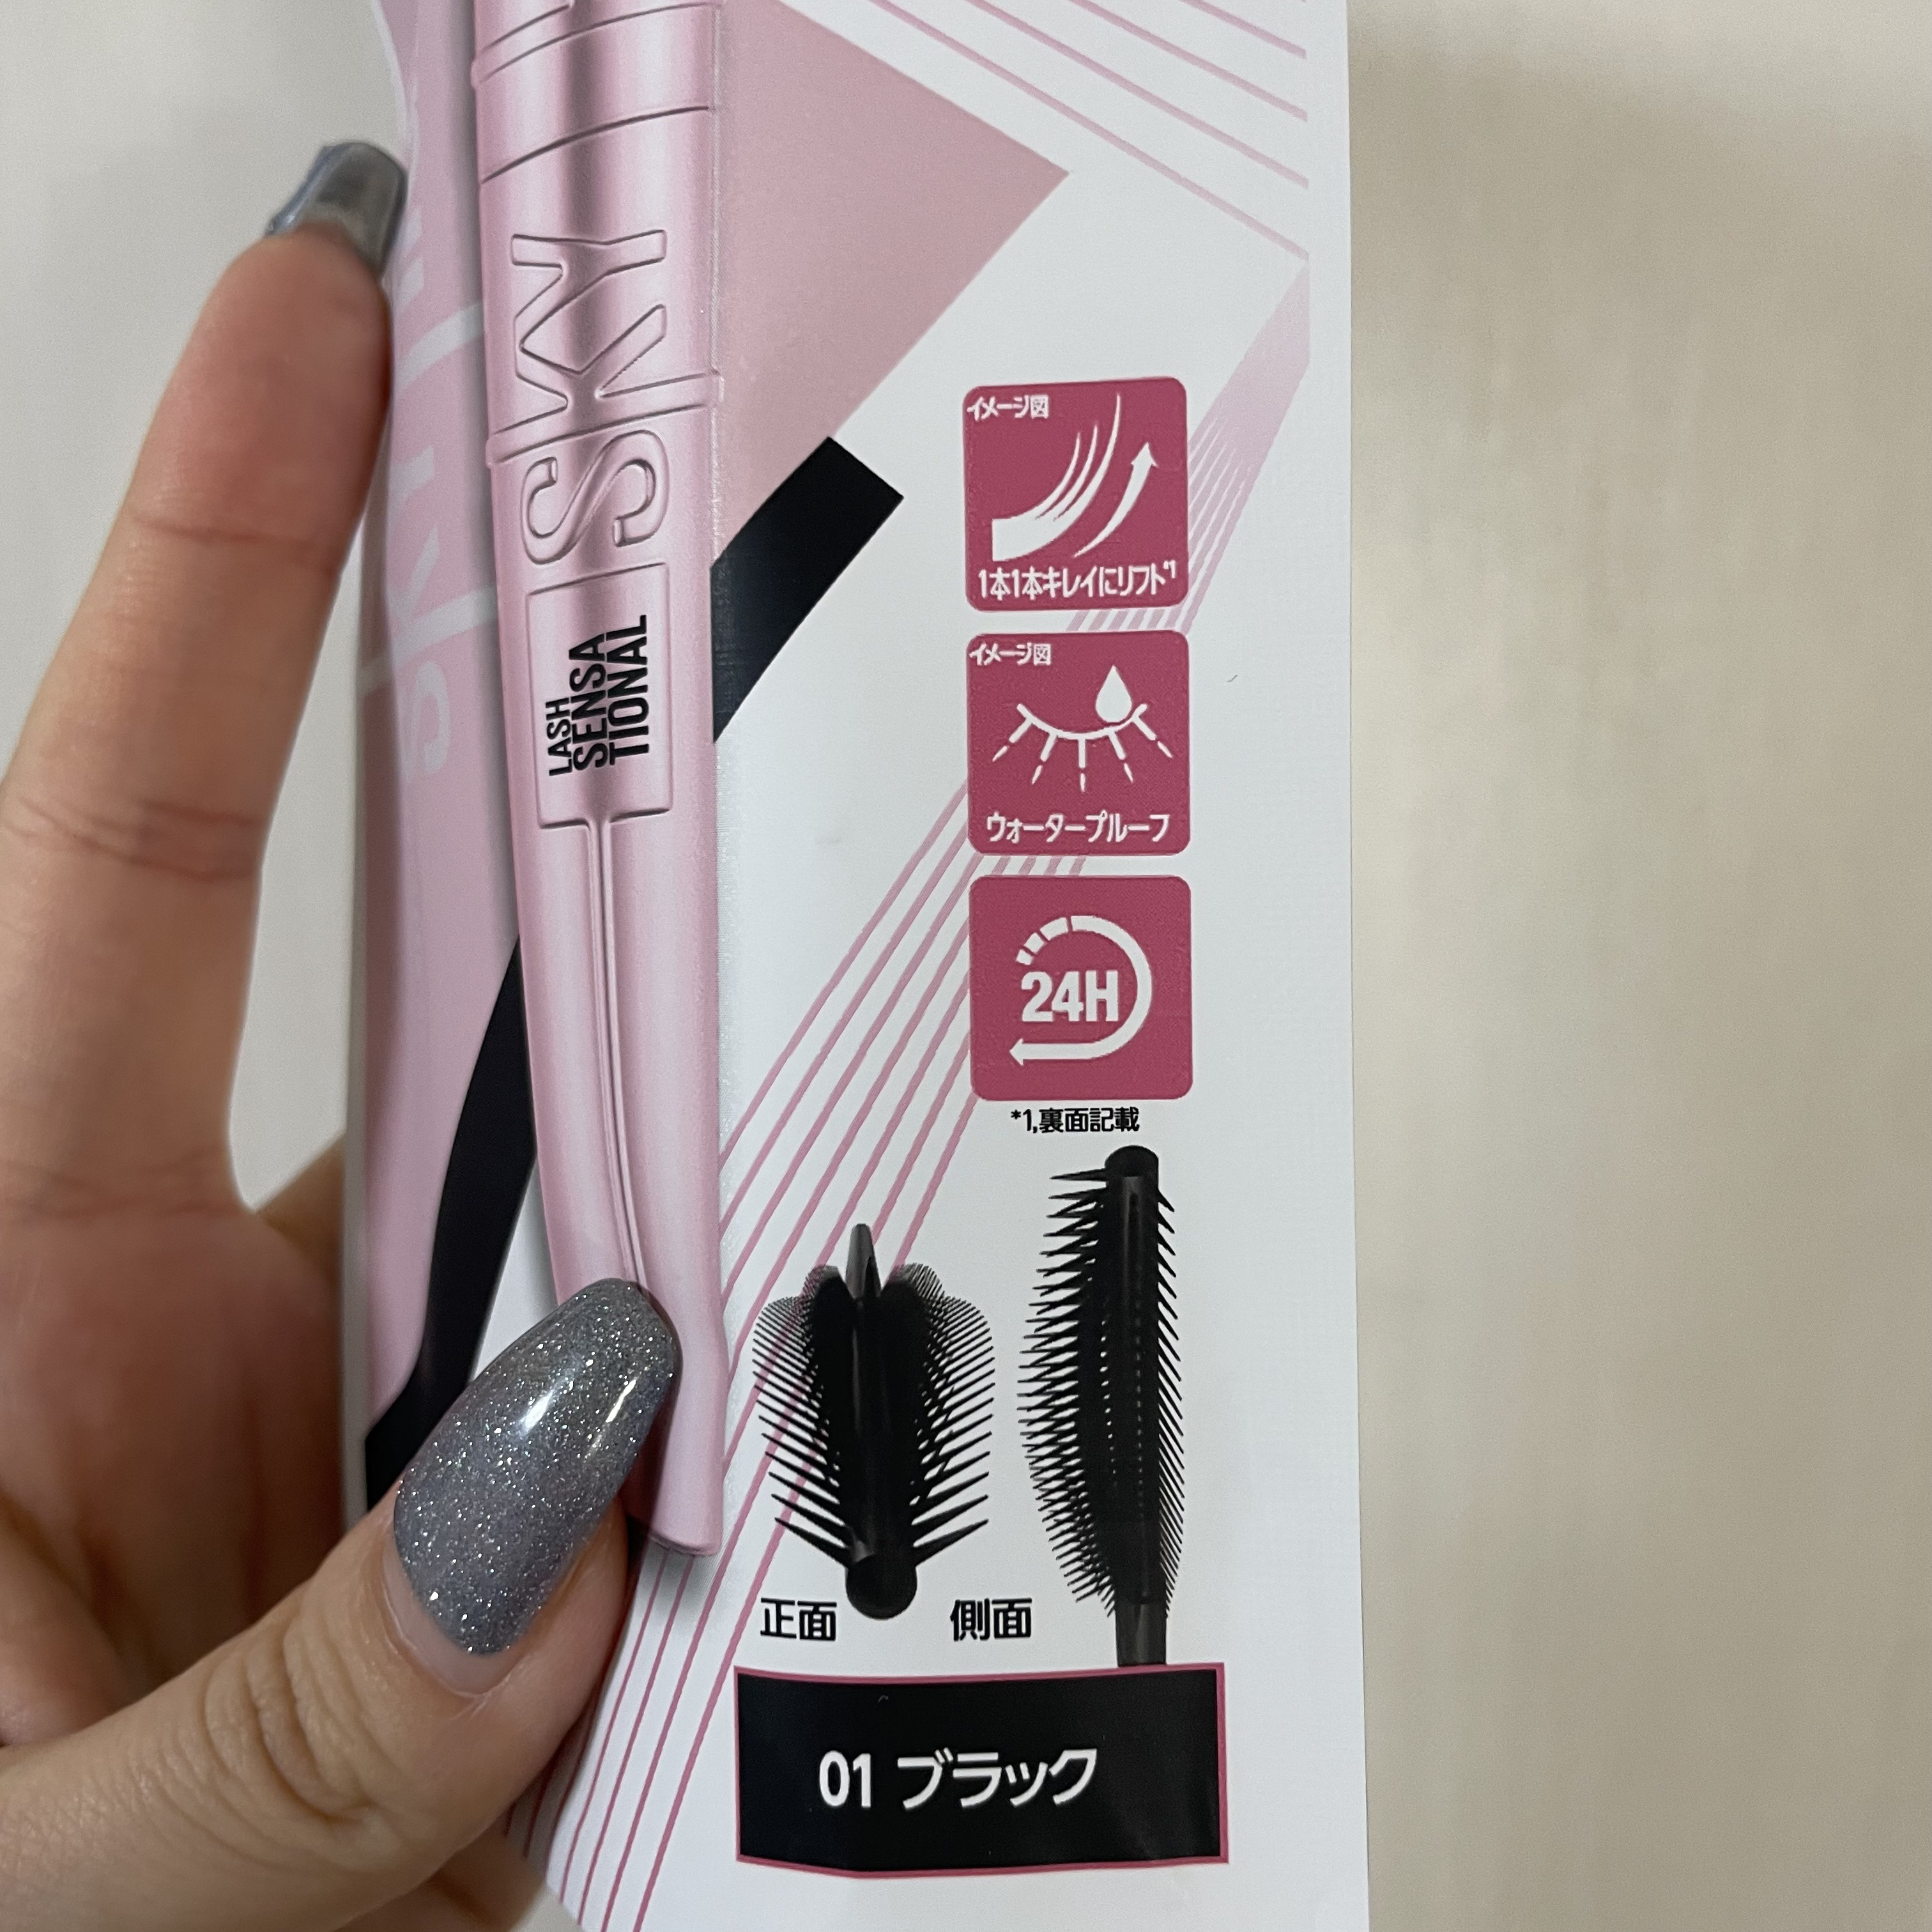 SKY
LASH
SENSA
TIONAL
イメージ図
1本1本キレイにリフト*1
イメージ図
ウォータープルーフ
24H
*1,裏面記載
正面
側面
01 ブラック